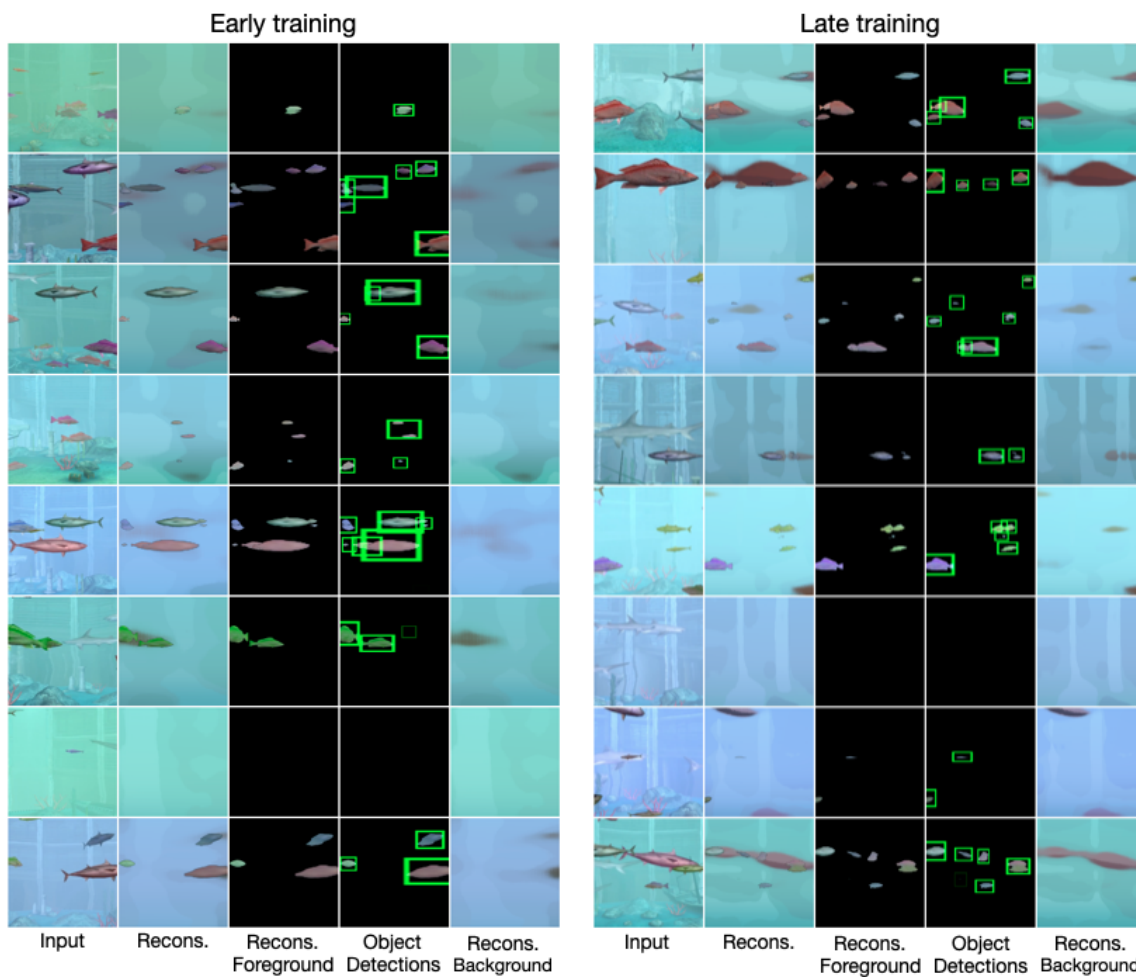 Early training
Late training
Input
Recons.
Recons.
Foreground
Object
Detections
Recons.
Background
Input
Recons.
Recons.
Foreground
Object
Detections
Recons.
Background